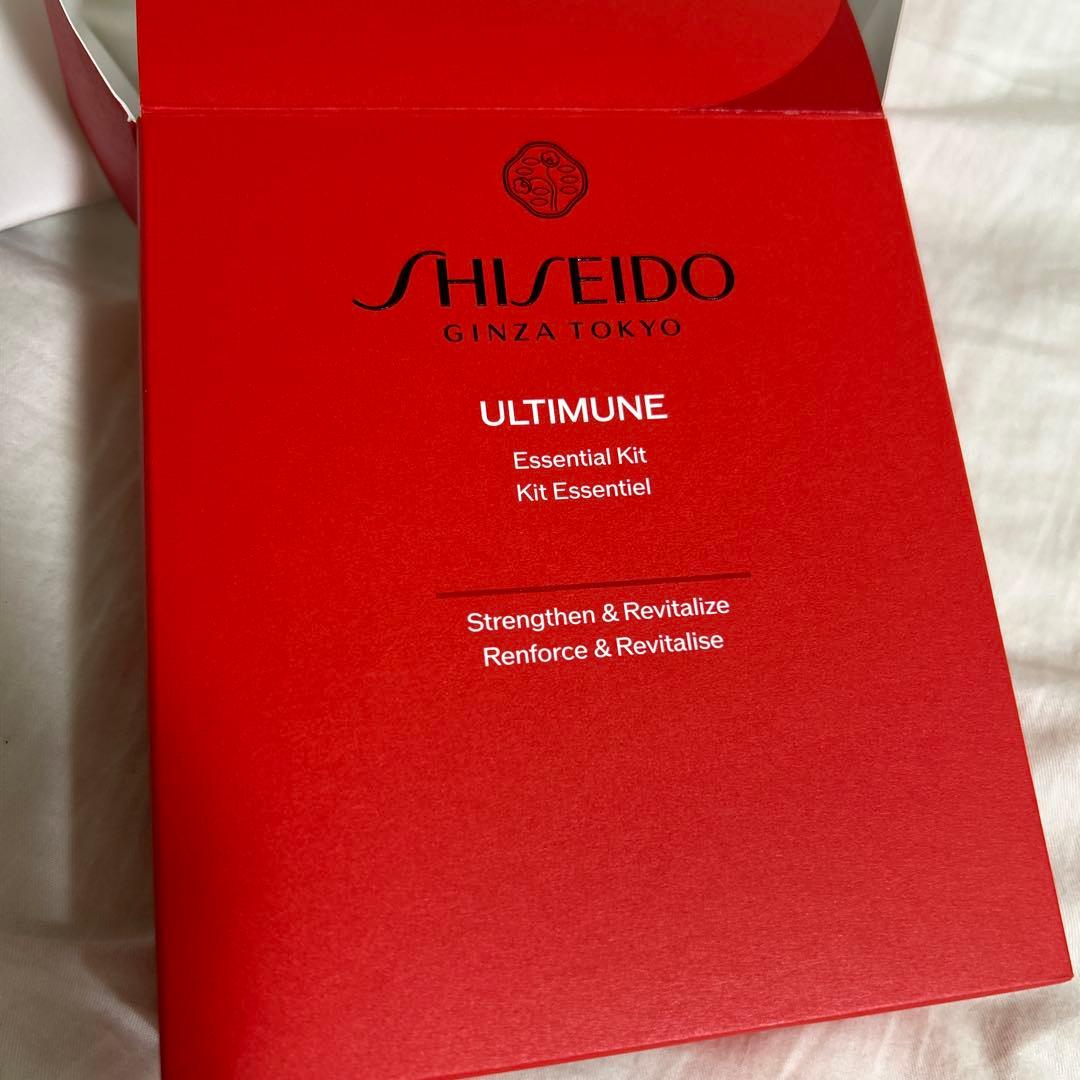 SHISEIDO
GINZA TOKYO
ULTIMUNE
Essential Kit
Kit Essentiel
Strengthen & Revitalize
Renforce & Revitalise